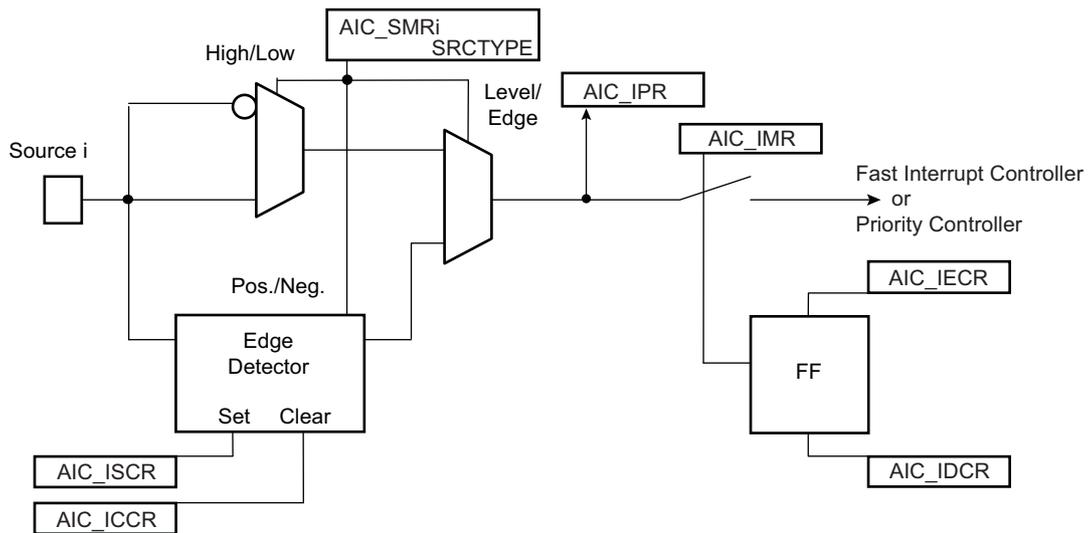 AIC_SMRi
SRCTYPE
High/Low
Level/
Edge
AIC_IPR
AIC_IMR
Source i
Fast Interrupt Controller
or
Priority Controller
AIC_IECR
Pos./Neg.
Edge
Detector
FF
Set Clear
AIC_ISCR
AIC_IDCR
AIC_ICCR